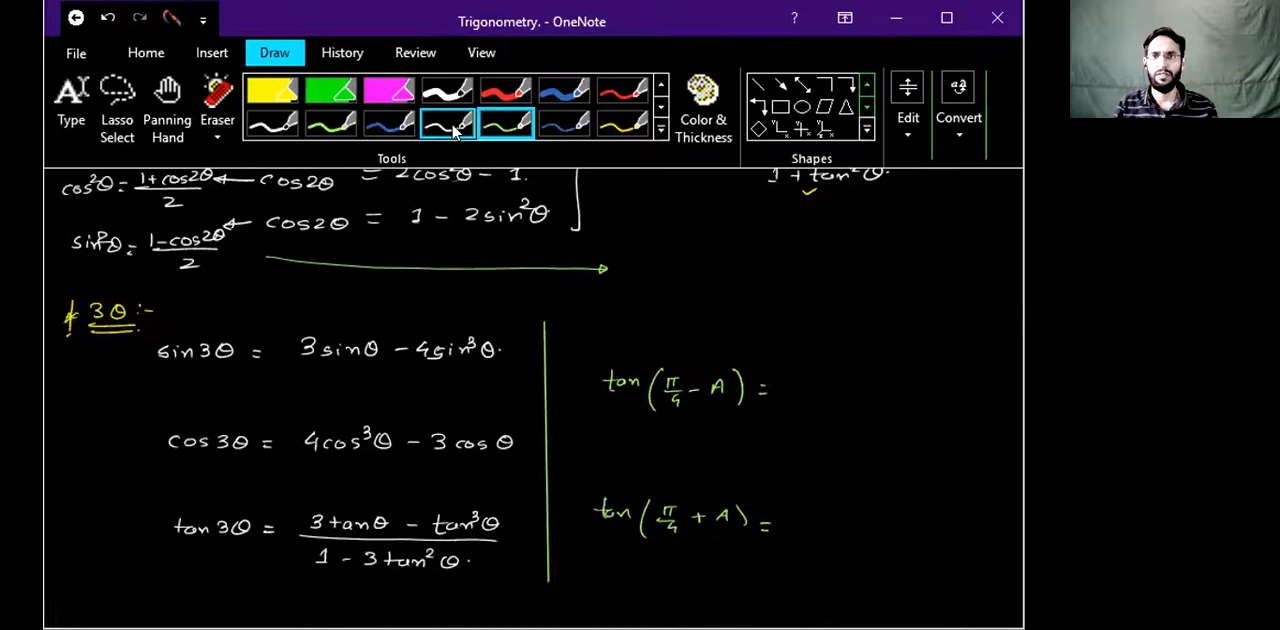 Trigonometry. - OneNote
?
File Home Insert Draw History Review View
Type
Lasso Select
Panning Hand
Eraser
Color & Thickness
Edit
Convert
Tools
Shapes
cos²θ = (1+cos2θ)/2 ← cos2θ = 2cos²θ - 1.
1 + tan²θ.
sin²θ = (1-cos2θ)/2 ← cos2θ = 1 - 2sin²θ
3θ :-
sin3θ = 3sinθ - 4sin³θ.
tan(π/4 - A) =
cos3θ = 4cos³θ - 3cosθ
tan(π/4 + A) =
tan3θ = (3tanθ - tan³θ)/(1 - 3tan²θ).